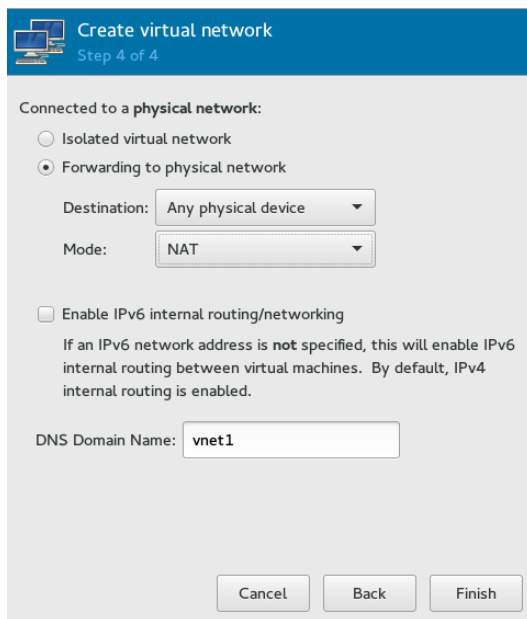 Create virtual network
Step 4 of 4
Connected to a physical network:
Isolated virtual network
Forwarding to physical network
Destination: Any physical device
Mode: NAT
Enable IPv6 internal routing/networking
If an IPv6 network address is not specified, this will enable IPv6
internal routing between virtual machines. By default, IPv4
internal routing is enabled.
DNS Domain Name: vnet1
Cancel Back Finish